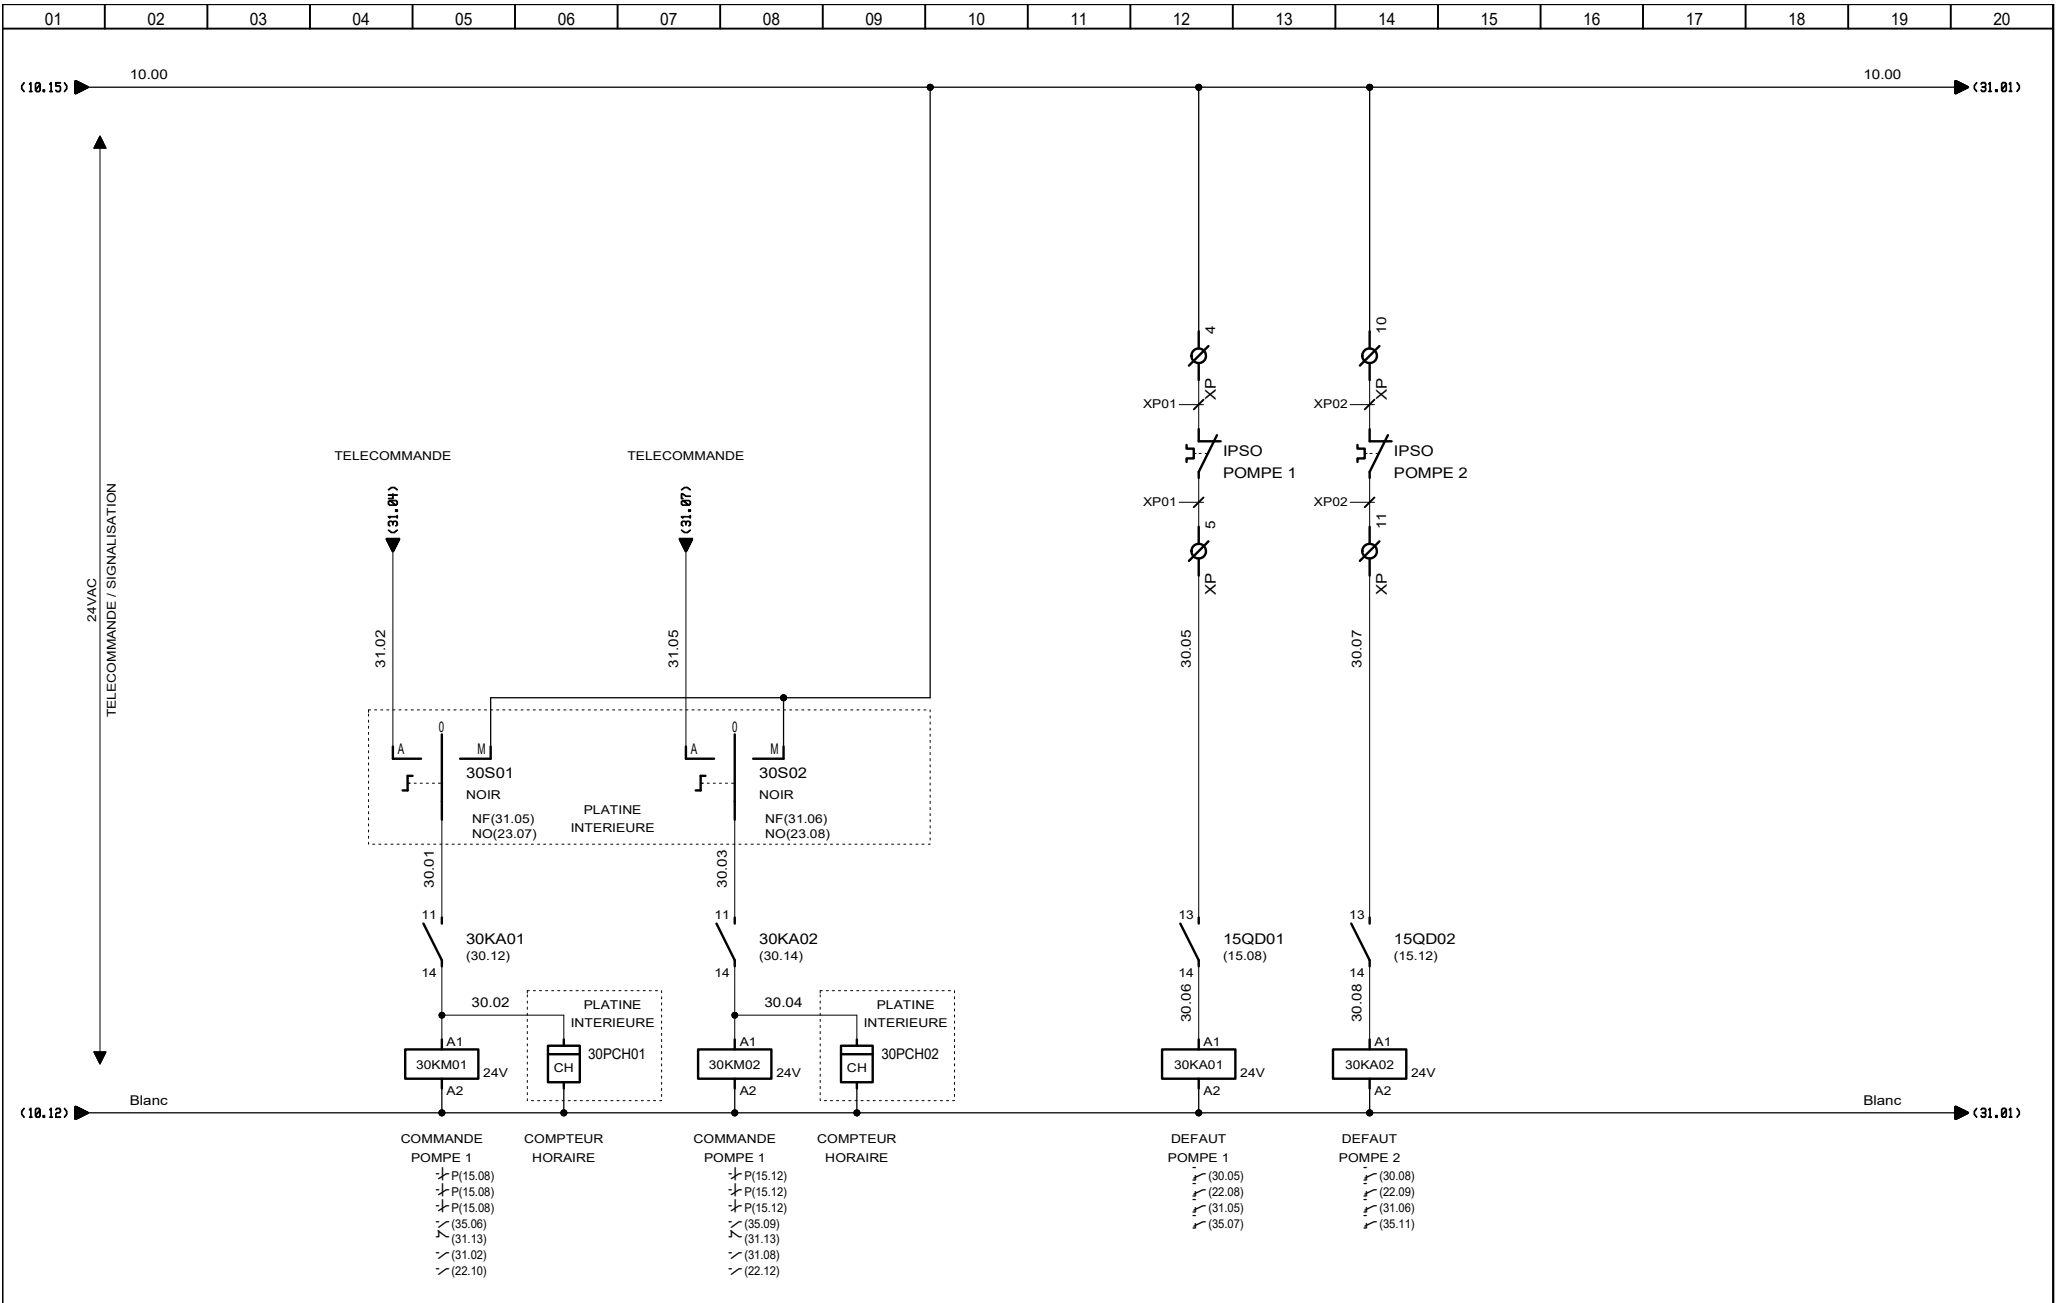 01 02 03 04 05 06 07 08 09 10 11 12 13 14 15 16 17 18 19 20
10.00 10.00
(10.15) (31.01)
24VAC
TELECOMMANDE / SIGNALISATION
TELECOMMANDE
(31.04)
31.02
TELECOMMANDE
(31.07)
31.05
4
XP
XP01
IPSO
POMPE 1
XP01
5
XP
30.05
10
XP
XP02
IPSO
POMPE 2
XP02
11
XP
30.07
0
A M
30S01
NOIR
NF(31.05)
NO(23.07)
PLATINE
INTERIEURE
0
A M
30S02
NOIR
NF(31.06)
NO(23.08)
30.01
11
30KA01
(30.12)
14
30.03
11
30KA02
(30.14)
14
13
15QD01
(15.08)
14
30.06
13
15QD02
(15.12)
14
30.08
30.02
PLATINE
INTERIEURE
30PCH01
CH
A1
30KM01
24V
A2
30.04
PLATINE
INTERIEURE
30PCH02
CH
A1
30KM02
24V
A2
A1
30KA01
24V
A2
A1
30KA02
24V
A2
Blanc Blanc
(10.12) (31.01)
COMMANDE
POMPE 1
P(15.08)
P(15.08)
P(15.08)
(35.06)
(31.13)
(31.02)
(22.10)
COMPTEUR
HORAIRE
COMMANDE
POMPE 1
P(15.12)
P(15.12)
P(15.12)
(35.09)
(31.13)
(31.08)
(22.12)
COMPTEUR
HORAIRE
DEFAUT
POMPE 1
(30.05)
(22.08)
(31.05)
(35.07)
DEFAUT
POMPE 2
(30.08)
(22.09)
(31.06)
(35.11)